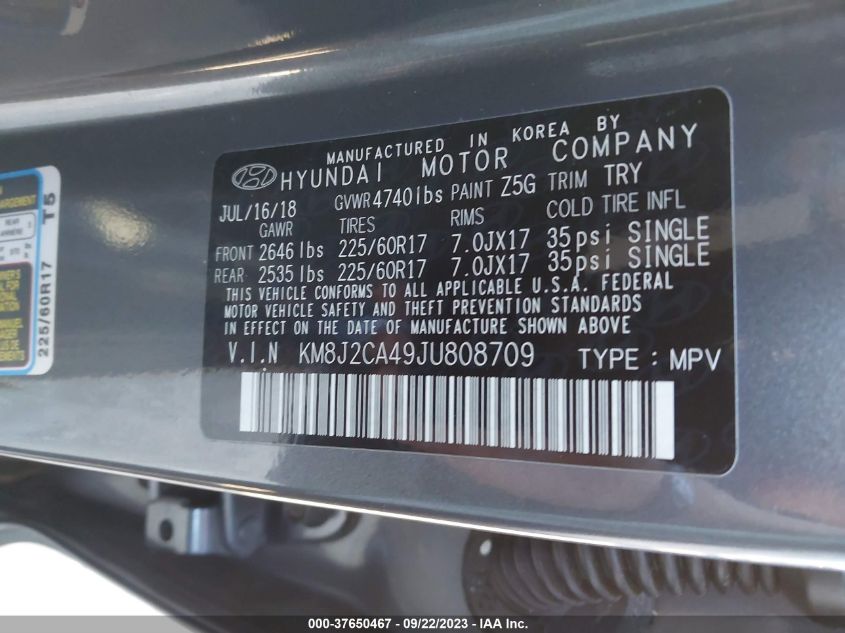 MANUFACTURED IN KOREA BY
HYUNDAI MOTOR COMPANY
JUL/16/18 GVWR 4740 lbs PAINT Z5G TRIM TRY
GAWR TIRES RIMS COLD TIRE INFL
FRONT 2646 lbs 225/60R17 7.0JX17 35psi SINGLE
REAR 2535 lbs 225/60R17 7.0JX17 35psi SINGLE
THIS VEHICLE CONFORMS TO ALL APPLICABLE U.S.A. FEDERAL
MOTOR VEHICLE SAFETY AND THEFT PREVENTION STANDARDS
IN EFFECT ON THE DATE OF MANUFACTURE SHOWN ABOVE
V.I.N KM8J2CA49JU808709 TYPE : MPV
225/60R17 T5
000-37650467 - 09/22/2023 - IAA Inc.